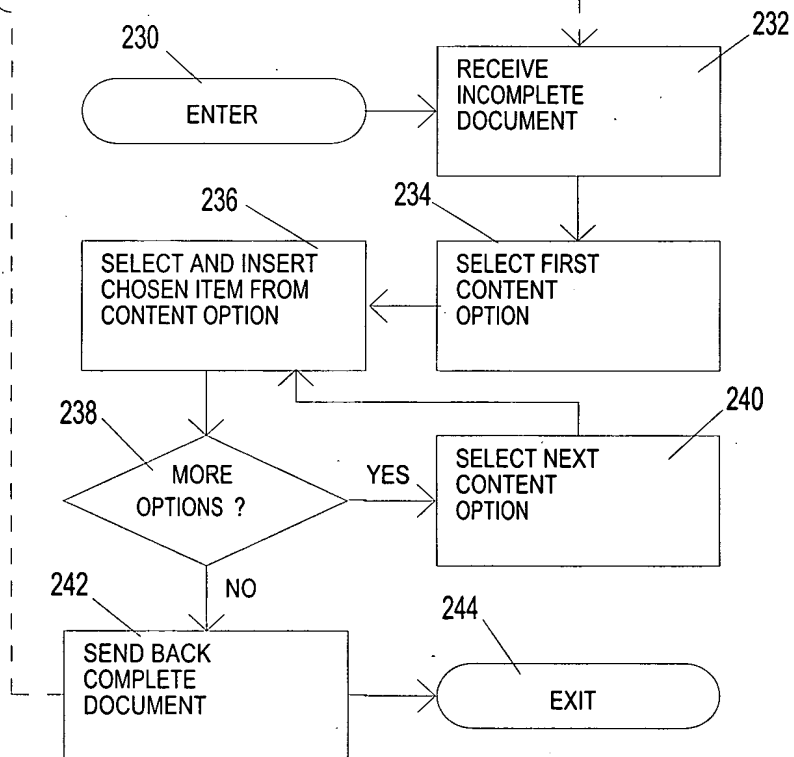 230
232
ENTER
RECEIVE
INCOMPLETE
DOCUMENT
236
234
SELECT AND INSERT
CHOSEN ITEM FROM
CONTENT OPTION
SELECT FIRST
CONTENT
OPTION
238
240
MORE
OPTIONS ?
YES
SELECT NEXT
CONTENT
OPTION
242
NO
244
SEND BACK
COMPLETE
DOCUMENT
EXIT